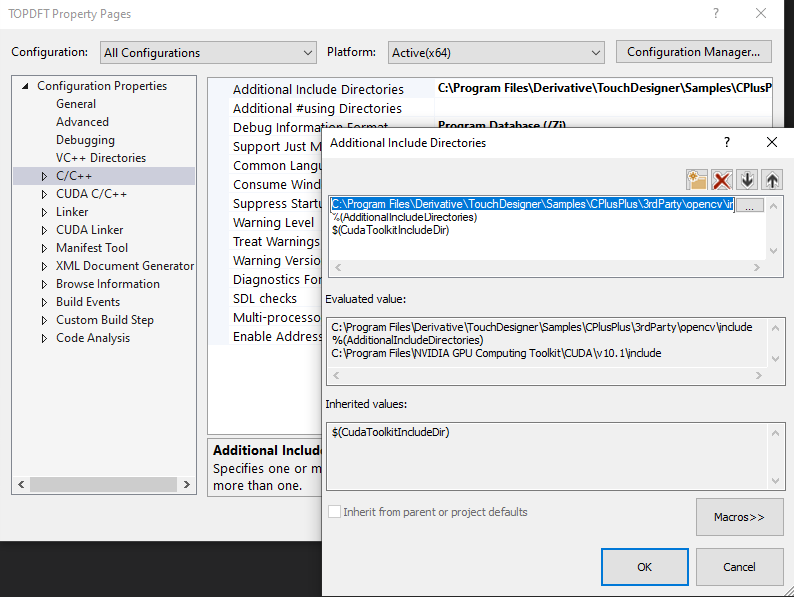 TOPDFT Property Pages
Configuration: All Configurations Platform: Active(x64) Configuration Manager...
Configuration Properties
General
Advanced
Debugging
VC++ Directories
C/C++
CUDA C/C++
Linker
CUDA Linker
Manifest Tool
XML Document Generator
Browse Information
Build Events
Custom Build Step
Code Analysis
Additional Include Directories C:\Program Files\Derivative\TouchDesigner\Samples\CPlusP
Additional #using Directories
Debug Information Format Program Database (/Zi)
Support Just M
Common Langu
Consume Wind
Suppress Startu
Warning Level
Treat Warnings
Warning Versio
Diagnostics For
SDL checks
Multi-processo
Enable Address
Additional Includ
Specifies one or m
more than one.
Additional Include Directories
C:\Program Files\Derivative\TouchDesigner\Samples\CPlusPlus\3rdParty\opencv\in ...
%(AdditionalIncludeDirectories)
$(CudaToolkitIncludeDir)
Evaluated value:
C:\Program Files\Derivative\TouchDesigner\Samples\CPlusPlus\3rdParty\opencv\include
%(AdditionalIncludeDirectories)
C:\Program Files\NVIDIA GPU Computing Toolkit\CUDA\v10.1\include
Inherited values:
$(CudaToolkitIncludeDir)
Inherit from parent or project defaults
Macros>>
OK Cancel